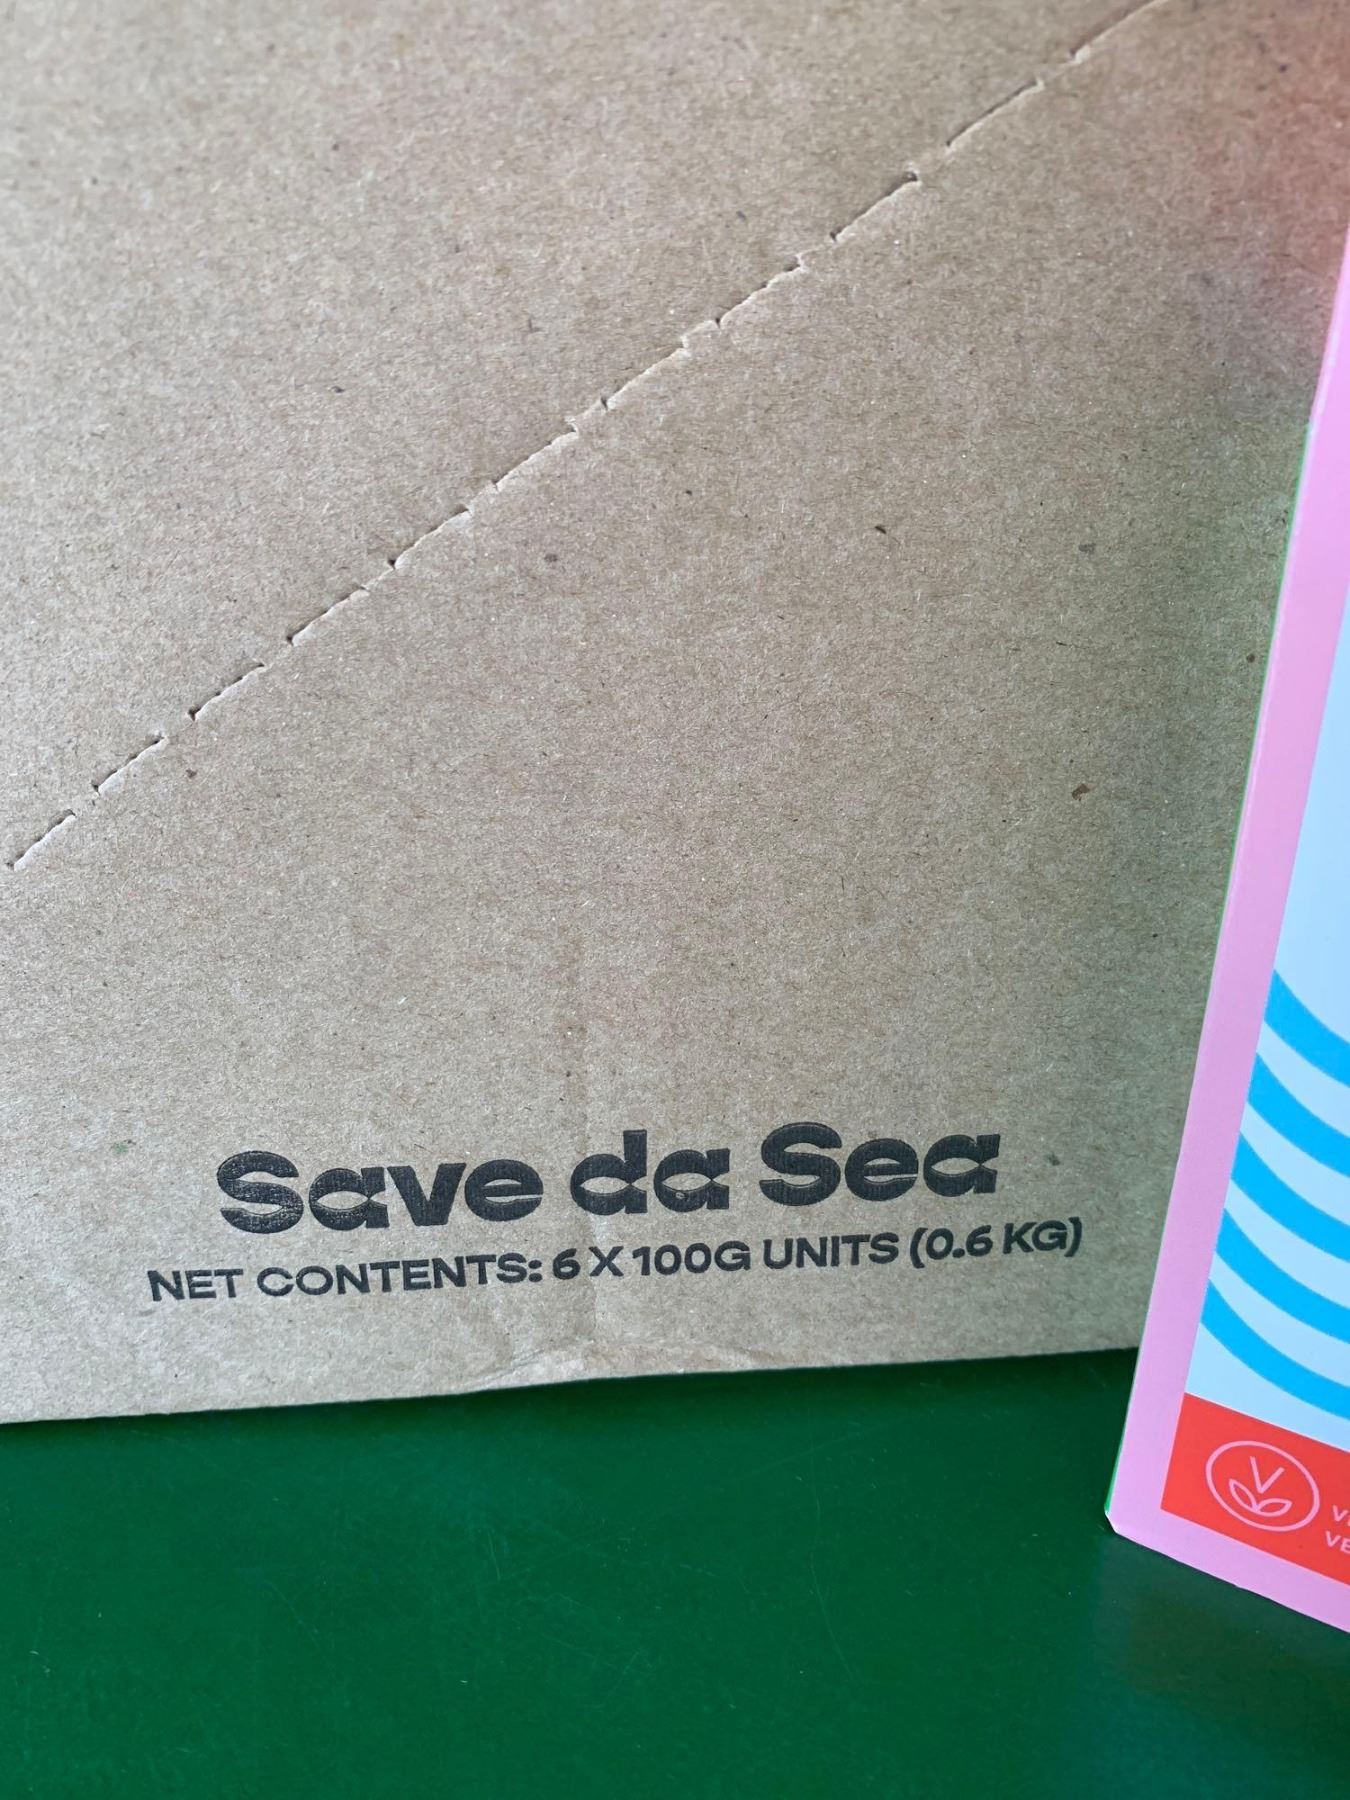 Save da Sea
NET CONTENTS: 6 X 100G UNITS (0.6 KG)
V